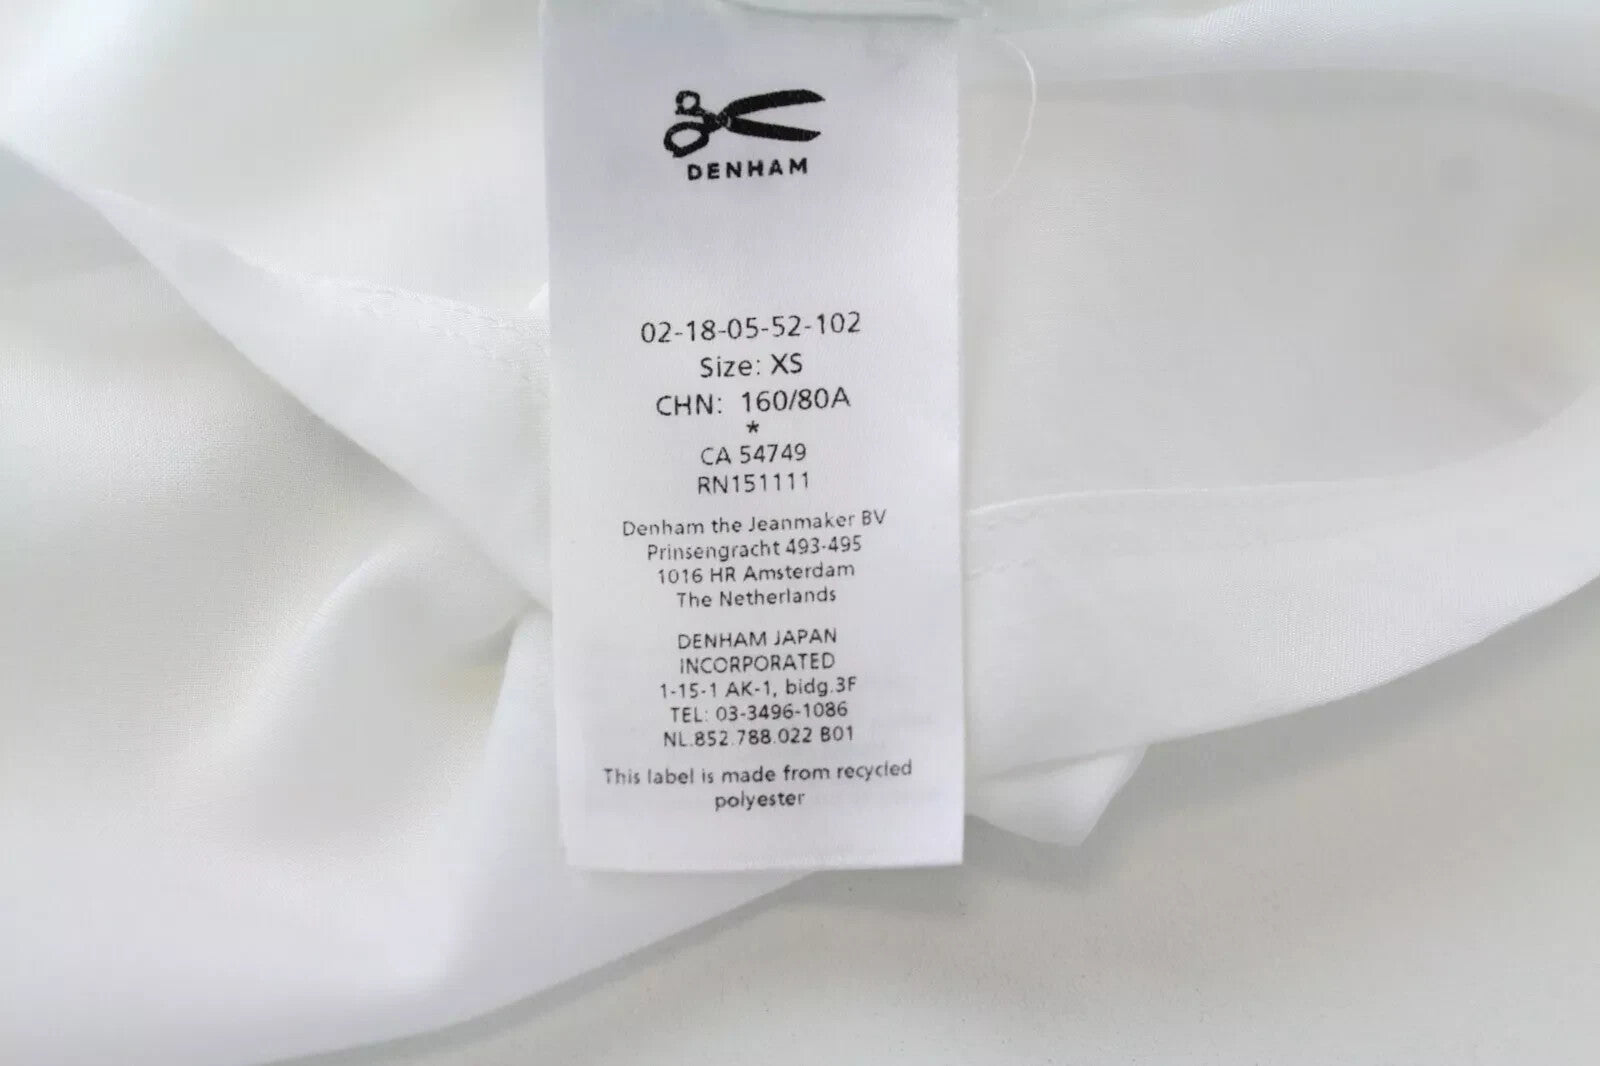 DENHAM
02-18-05-52-102
Size: XS
CHN: 160/80A
*
CA 54749
RN151111
Denham the Jeanmaker BV
Prinsengracht 493-495
1016 HR Amsterdam
The Netherlands
DENHAM JAPAN
INCORPORATED
1-15-1 AK-1, bidg.3F
TEL: 03-3496-1086
NL.852.788.022 B01
This label is made from recycled
polyester